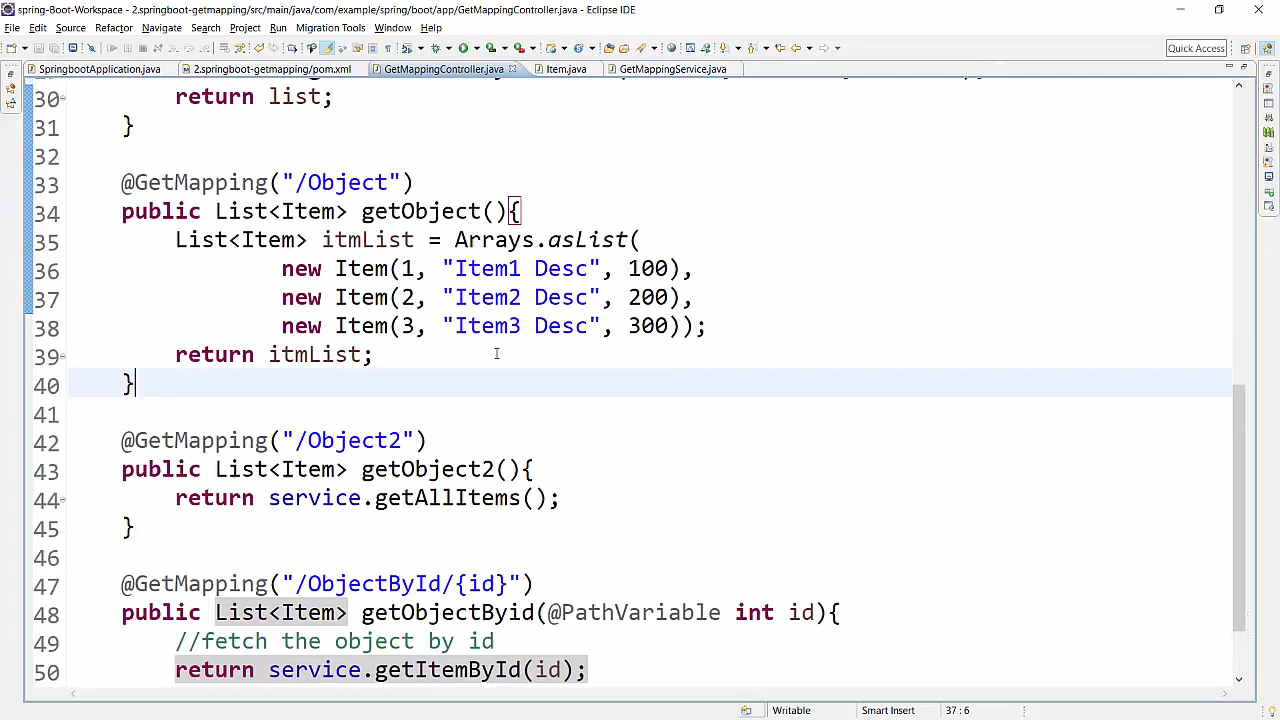 spring-Boot-Workspace - 2.springboot-getmapping/src/main/java/com/example/spring/boot/app/GetMappingController.java - Eclipse IDE
File Edit Source Refactor Navigate Search Project Run Migration Tools Window Help
Quick Access
SpringbootApplication.java 2.springboot-getmapping/pom.xml GetMappingController.java Item.java GetMappingService.java
30 return list;
31 }
32
33 @GetMapping("/Object")
34 public List<Item> getObject(){
35 List<Item> itmList = Arrays.asList(
36 new Item(1, "Item1 Desc", 100),
37 new Item(2, "Item2 Desc", 200),
38 new Item(3, "Item3 Desc", 300));
39 return itmList;
40 }
41
42 @GetMapping("/Object2")
43 public List<Item> getObject2(){
44 return service.getAllItems();
45 }
46
47 @GetMapping("/ObjectById/{id}")
48 public List<Item> getObjectByid(@PathVariable int id){
49 //fetch the object by id
50 return service.getItemById(id);
Writable Smart Insert 37 : 6